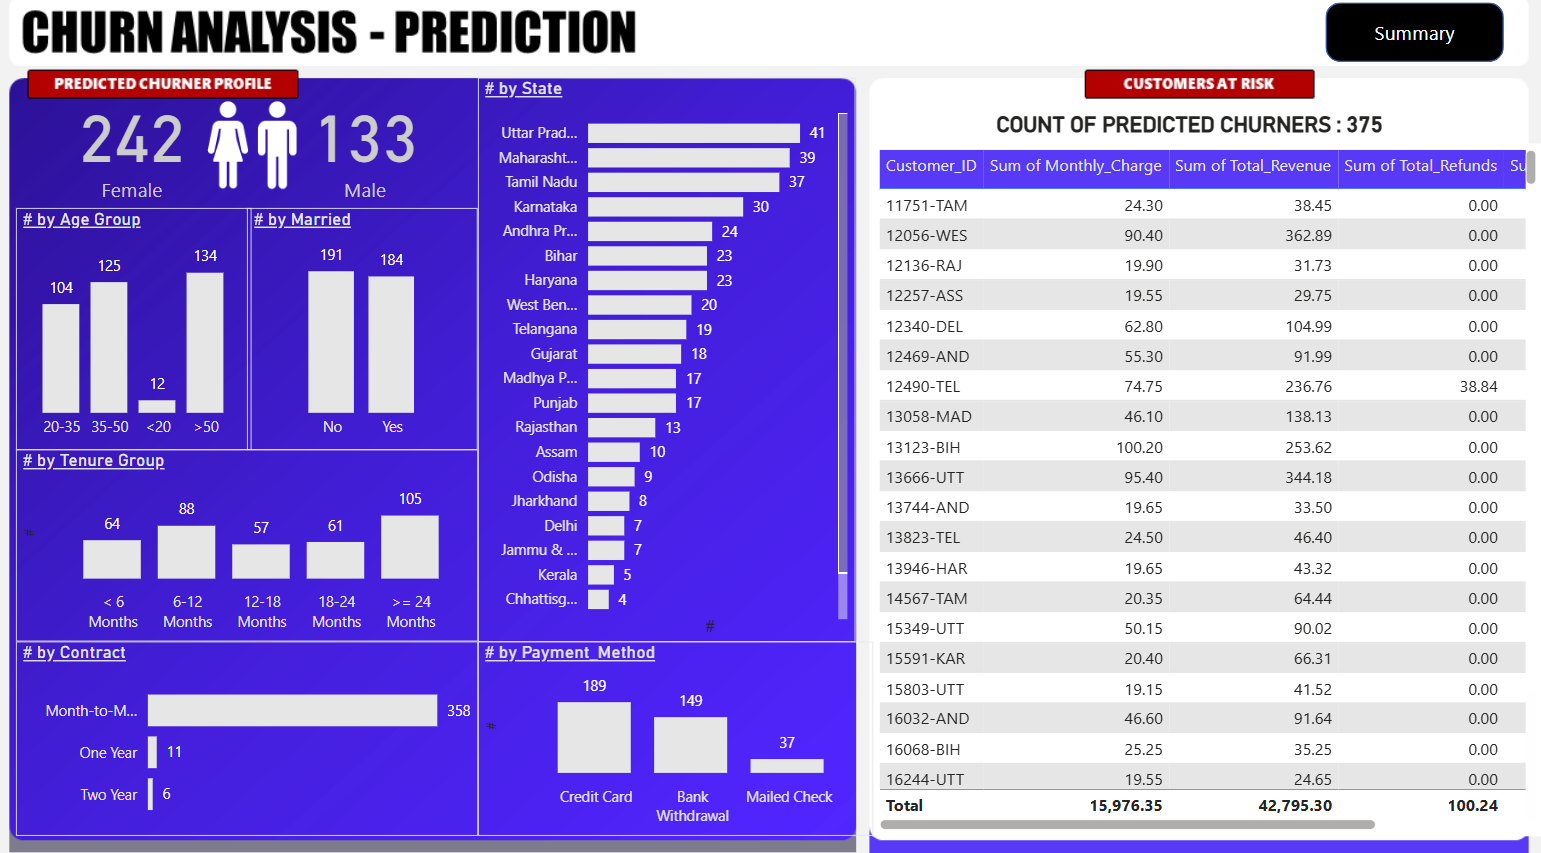 CHURN ANALYSIS - PREDICTION
Summary
PREDICTED CHURNER PROFILE
242
Female
133
Male
# by Age Group
104
125
12
134
20-35 35-50 <20 >50
# by Married
191
184
No Yes
# by Tenure Group
64
88
57
61
105
#
< 6 Months
6-12 Months
12-18 Months
18-24 Months
>= 24 Months
# by Contract
Month-to-M... 358
One Year 11
Two Year 6
# by State
Uttar Prad... 41
Maharasht... 39
Tamil Nadu 37
Karnataka 30
Andhra Pr... 24
Bihar 23
Haryana 23
West Ben... 20
Telangana 19
Gujarat 18
Madhya P... 17
Punjab 17
Rajasthan 13
Assam 10
Odisha 9
Jharkhand 8
Delhi 7
Jammu & ... 7
Kerala 5
Chhattisg... 4
#
# by Payment_Method
189
149
37
#
Credit Card
Bank Withdrawal
Mailed Check
CUSTOMERS AT RISK
COUNT OF PREDICTED CHURNERS : 375
Customer_ID Sum of Monthly_Charge Sum of Total_Revenue Sum of Total_Refunds Su
11751-TAM 24.30 38.45 0.00
12056-WES 90.40 362.89 0.00
12136-RAJ 19.90 31.73 0.00
12257-ASS 19.55 29.75 0.00
12340-DEL 62.80 104.99 0.00
12469-AND 55.30 91.99 0.00
12490-TEL 74.75 236.76 38.84
13058-MAD 46.10 138.13 0.00
13123-BIH 100.20 253.62 0.00
13666-UTT 95.40 344.18 0.00
13744-AND 19.65 33.50 0.00
13823-TEL 24.50 46.40 0.00
13946-HAR 19.65 43.32 0.00
14567-TAM 20.35 64.44 0.00
15349-UTT 50.15 90.02 0.00
15591-KAR 20.40 66.31 0.00
15803-UTT 19.15 41.52 0.00
16032-AND 46.60 91.64 0.00
16068-BIH 25.25 35.25 0.00
16244-UTT 19.55 24.65 0.00
Total 15,976.35 42,795.30 100.24